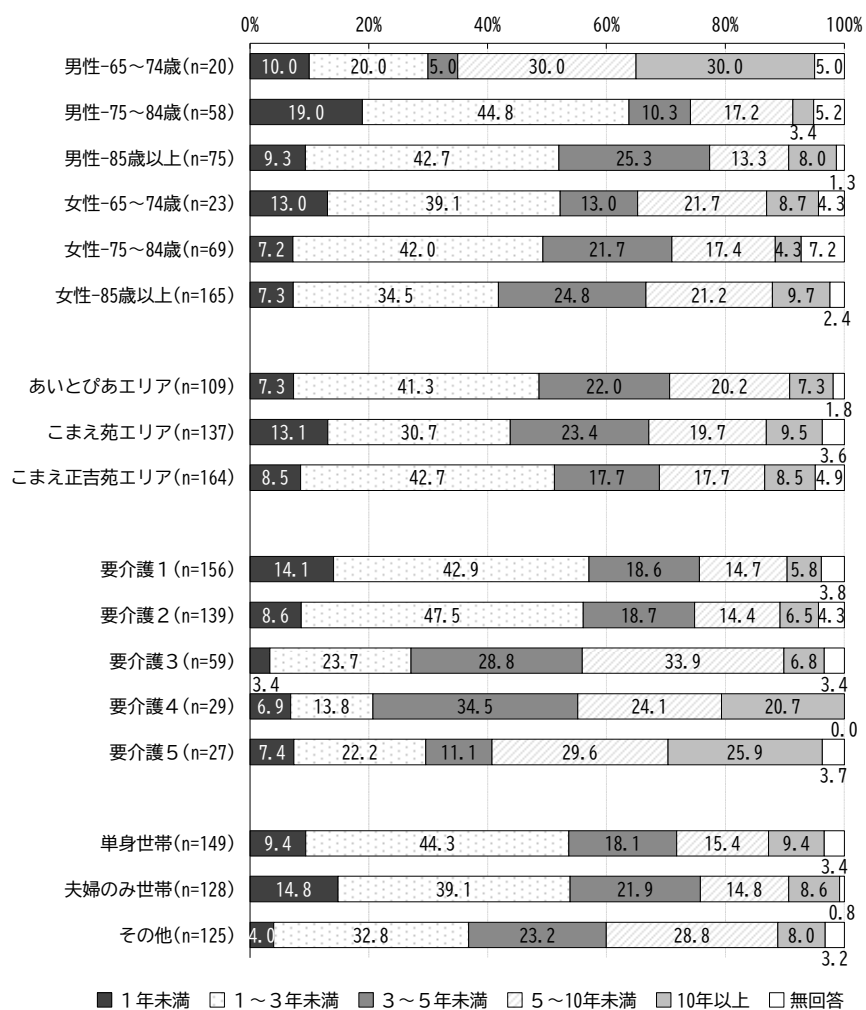 0% 20% 40% 60% 80% 100%
男性-65～74歳(n=20) 10.0 20.0 5.0 30.0 30.0 5.0
男性-75～84歳(n=58) 19.0 44.8 10.3 17.2 3.4 5.2
男性-85歳以上(n=75) 9.3 42.7 25.3 13.3 8.0 1.3
女性-65～74歳(n=23) 13.0 39.1 13.0 21.7 8.7 4.3
女性-75～84歳(n=69) 7.2 42.0 21.7 17.4 4.3 7.2
女性-85歳以上(n=165) 7.3 34.5 24.8 21.2 9.7 2.4
あいとぴあエリア(n=109) 7.3 41.3 22.0 20.2 7.3 1.8
こまえ苑エリア(n=137) 13.1 30.7 23.4 19.7 9.5 3.6
こまえ正吉苑エリア(n=164) 8.5 42.7 17.7 17.7 8.5 4.9
要介護１(n=156) 14.1 42.9 18.6 14.7 5.8 3.8
要介護２(n=139) 8.6 47.5 18.7 14.4 6.5 4.3
要介護３(n=59) 3.4 23.7 28.8 33.9 6.8 3.4
要介護４(n=29) 6.9 13.8 34.5 24.1 20.7 0.0
要介護５(n=27) 7.4 22.2 11.1 29.6 25.9 3.7
単身世帯(n=149) 9.4 44.3 18.1 15.4 9.4 3.4
夫婦のみ世帯(n=128) 14.8 39.1 21.9 14.8 8.6 0.8
その他(n=125) 4.0 32.8 23.2 28.8 8.0 3.2
１年未満 １～３年未満 ３～５年未満 ５～10年未満 10年以上 無回答